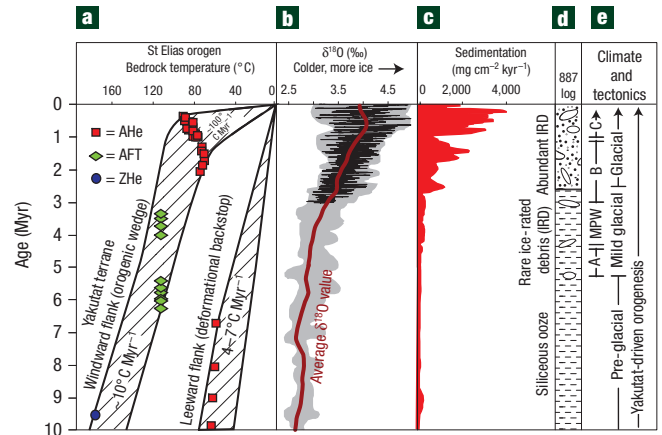 a
b
c
d
e
St Elias orogen
Bedrock temperature (°C)
160 120 80 40 0
δ18O (‰)
Colder, more ice
2.5 3.5 4.5
Sedimentation
(mg cm−2 kyr−1)
0 2,000 4,000
887
log
Climate
and
tectonics
Age (Myr)
0
1
2
3
4
5
6
7
8
9
10
AHe
AFT
ZHe
~100°
C Myr−1
Yakutat terrane
Windward flank (orogenic wedge)
~10°C Myr−1
Leeward flank (deformational backstop)
4–7°C Myr−1
Average δ18O value
Abundant IRD
Rare ice-rated
debris (IRD)
Siliceous ooze
C
B
MPW
A
Glacial
Mild glacial
Pre-glacial
Yakutat-driven orogenesis